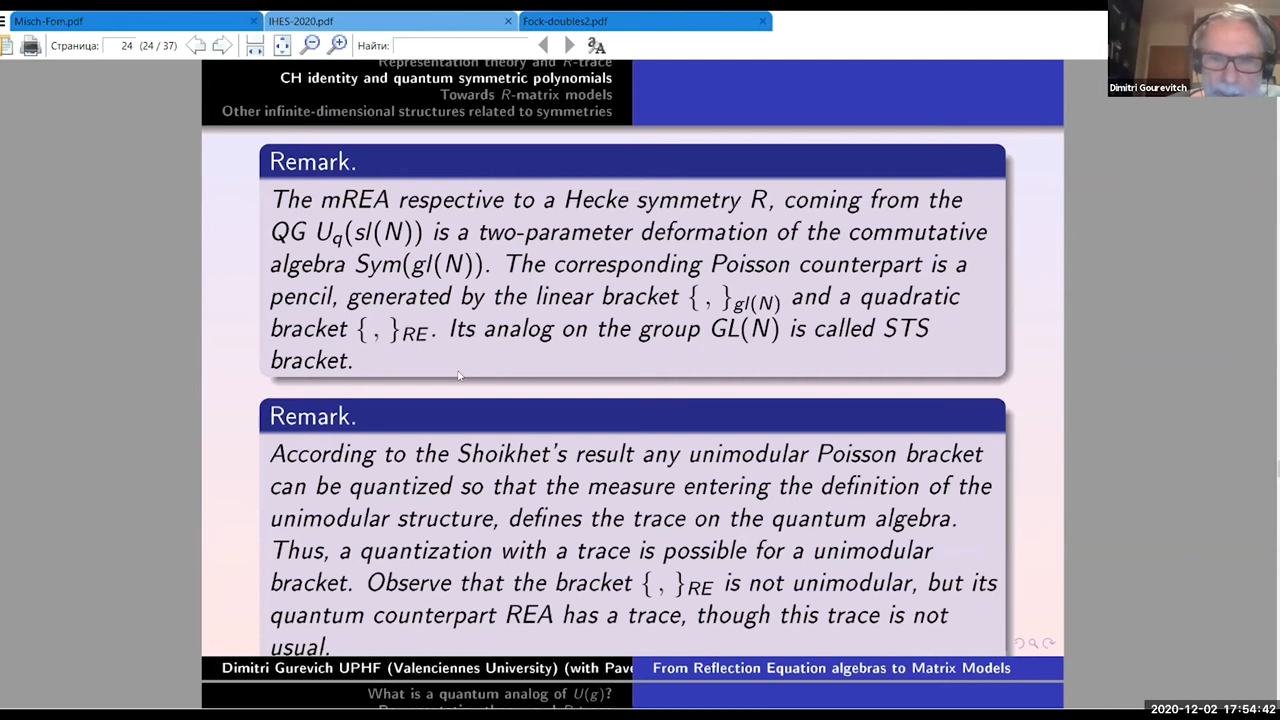 Misch-Fom.pdf
IHES-2020.pdf
Fock-doubles2.pdf
Страница: 24 (24 / 37)
Найти:
Dimitri Gourevitch
Representation theory and R-trace
CH identity and quantum symmetric polynomials
Towards R-matrix models
Other infinite-dimensional structures related to symmetries
Remark.
The mREA respective to a Hecke symmetry R, coming from the
QG U_q(sl(N)) is a two-parameter deformation of the commutative
algebra Sym(gl(N)). The corresponding Poisson counterpart is a
pencil, generated by the linear bracket { , }_gl(N) and a quadratic
bracket { , }_RE. Its analog on the group GL(N) is called STS
bracket.
Remark.
According to the Shoikhet's result any unimodular Poisson bracket
can be quantized so that the measure entering the definition of the
unimodular structure, defines the trace on the quantum algebra.
Thus, a quantization with a trace is possible for a unimodular
bracket. Observe that the bracket { , }_RE is not unimodular, but its
quantum counterpart REA has a trace, though this trace is not
usual.
Dimitri Gurevich UPHF (Valenciennes University) (with Pav
From Reflection Equation algebras to Matrix Models
What is a quantum analog of U(g)?
2020-12-02 17:54:42